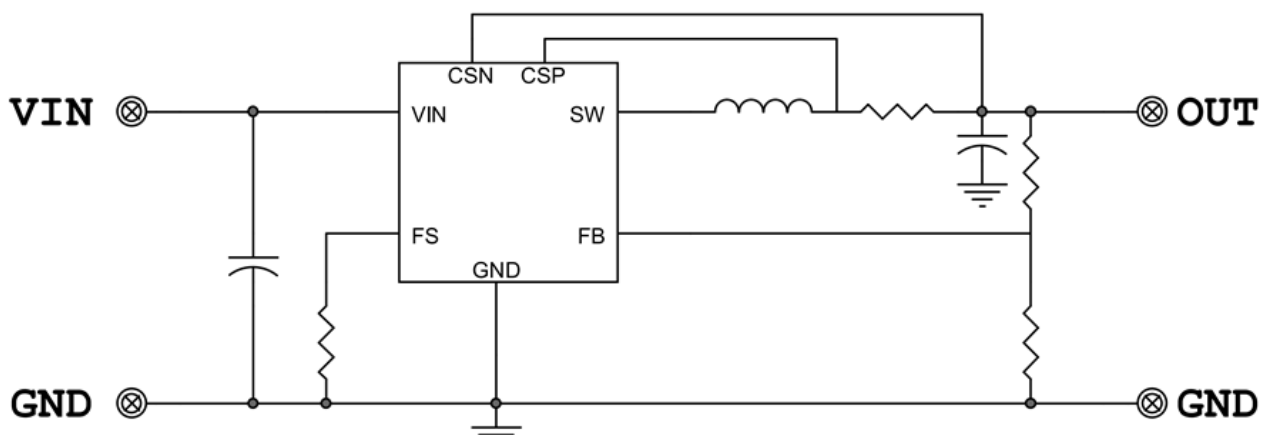 CSN CSP
VIN VIN SW OUT
FS FB
GND
GND GND